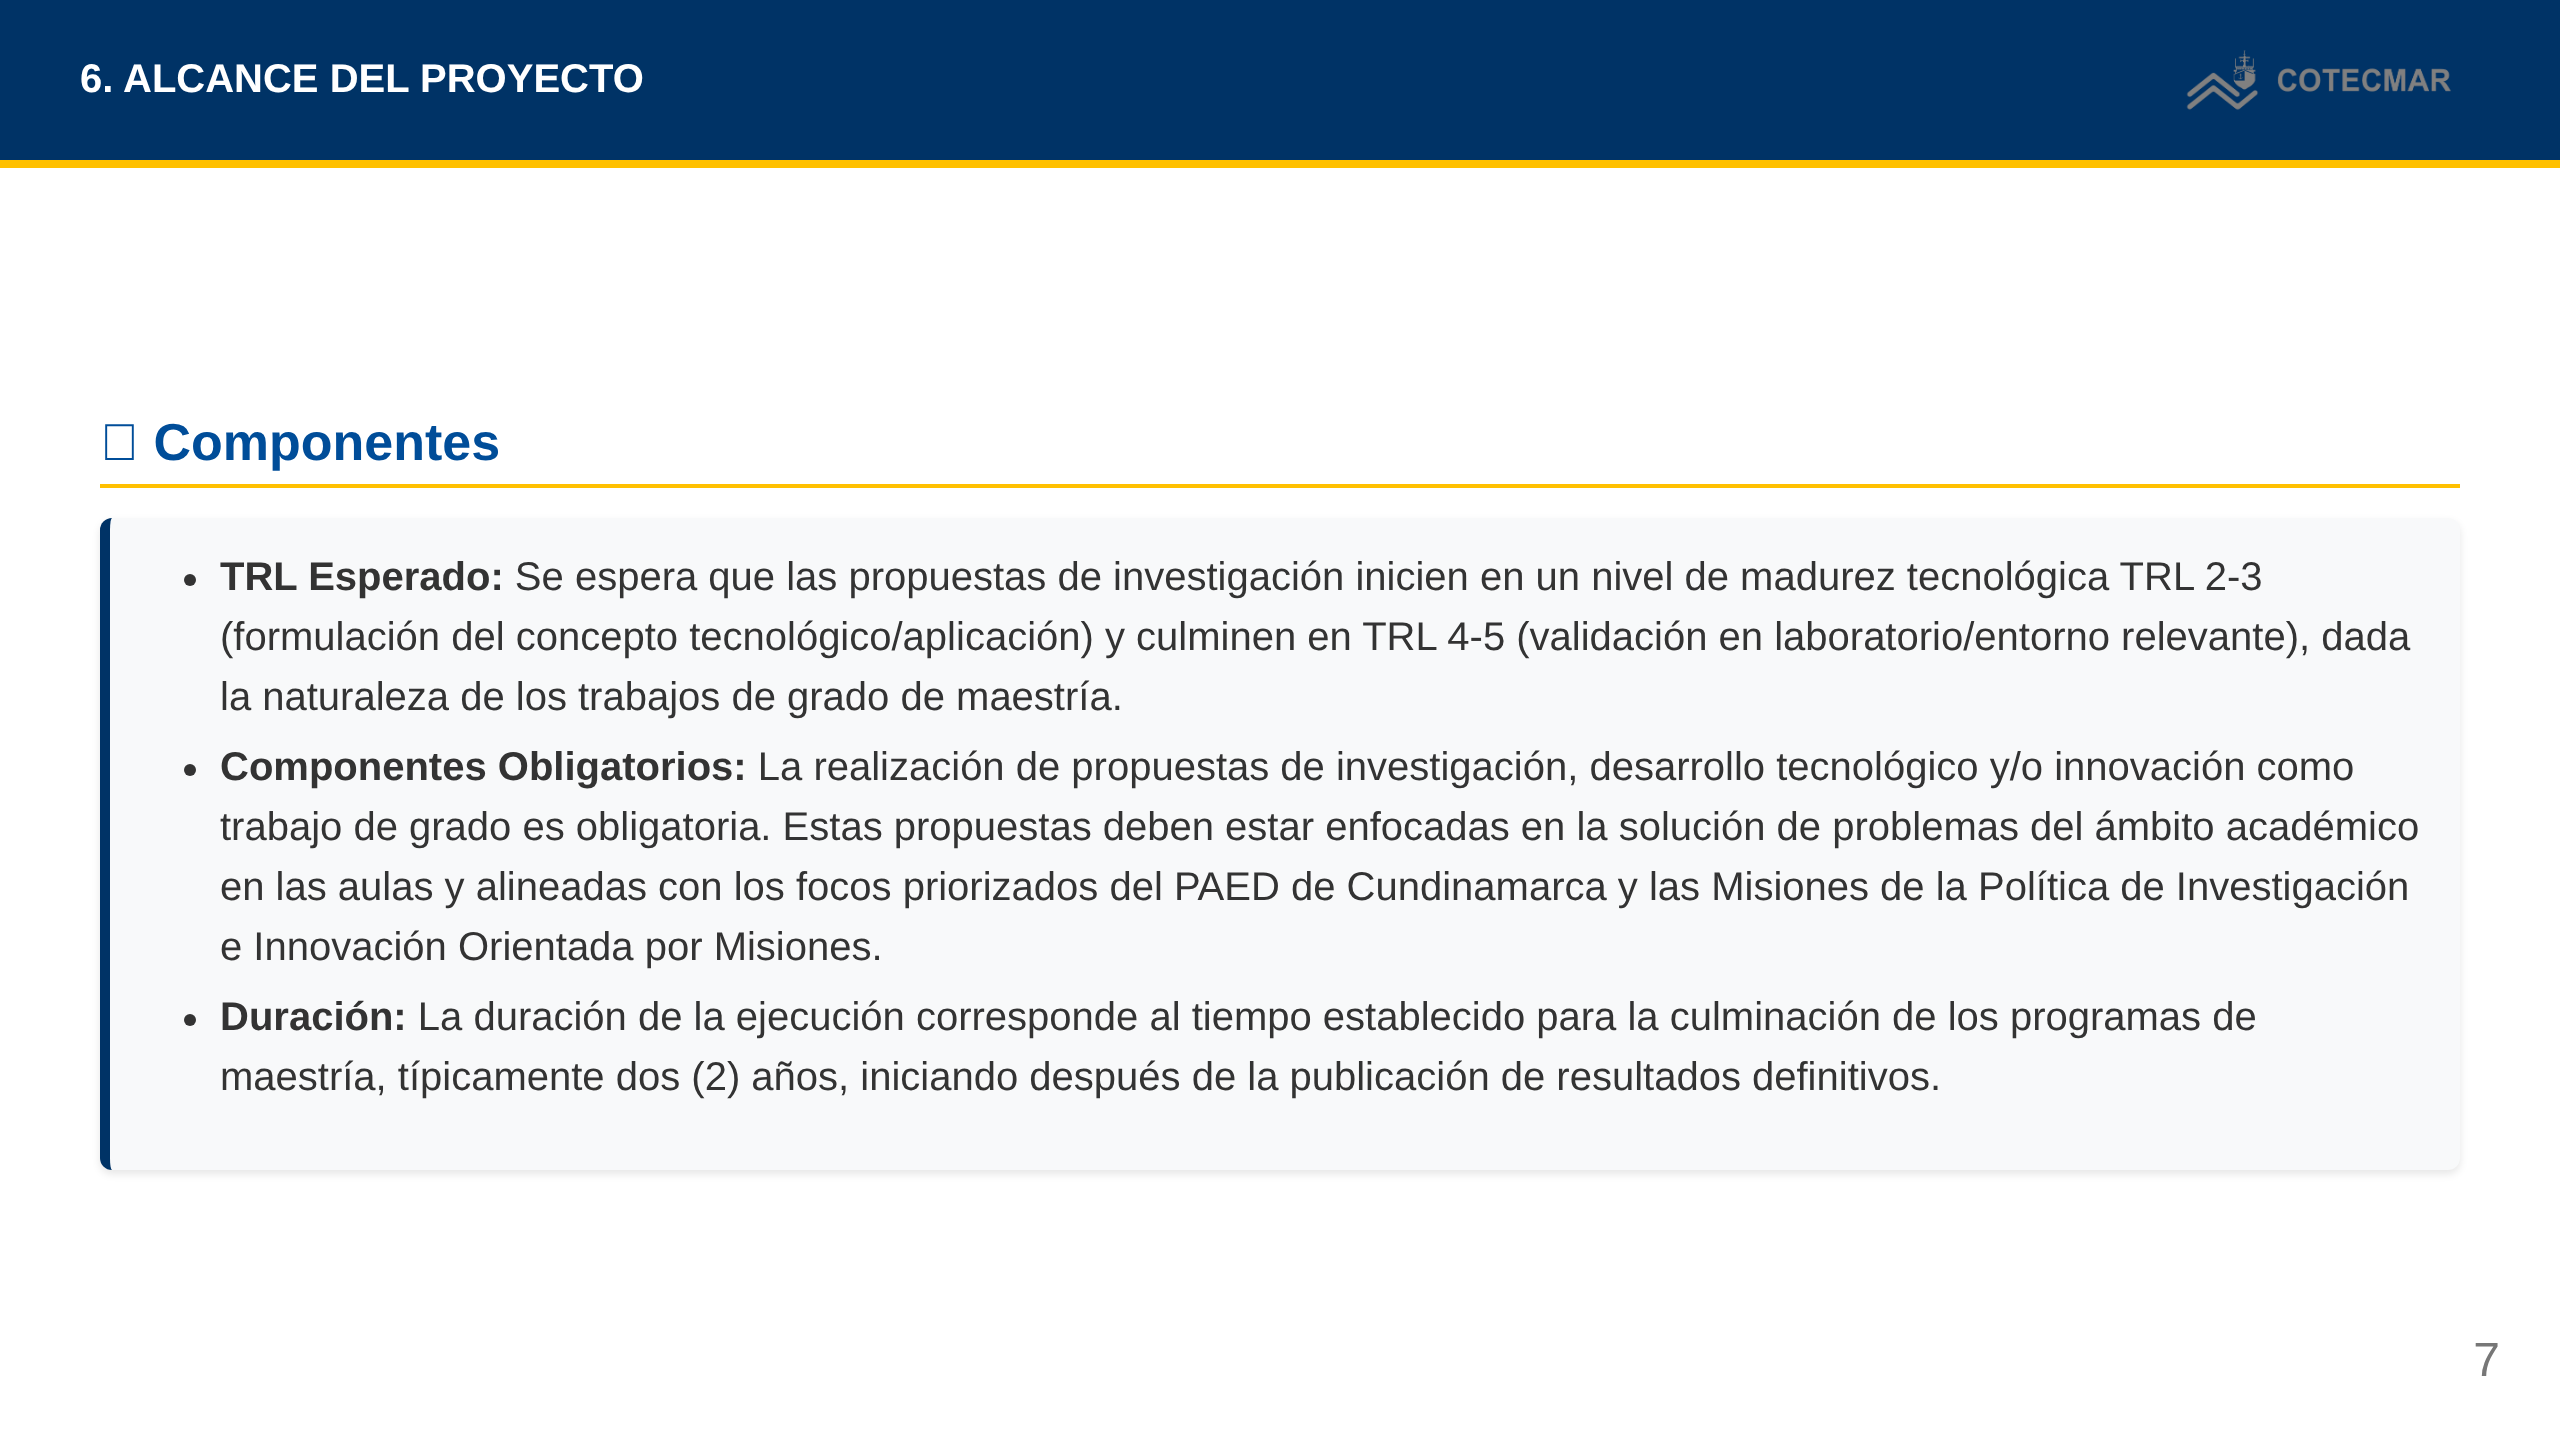 6. ALCANCE DEL PROYECTO
COTECMAR
Componentes
• TRL Esperado: Se espera que las propuestas de investigación inicien en un nivel de madurez tecnológica TRL 2-3
(formulación del concepto tecnológico/aplicación) y culminen en TRL 4-5 (validación en laboratorio/entorno relevante), dada
la naturaleza de los trabajos de grado de maestría.
• Componentes Obligatorios: La realización de propuestas de investigación, desarrollo tecnológico y/o innovación como
trabajo de grado es obligatoria. Estas propuestas deben estar enfocadas en la solución de problemas del ámbito académico
en las aulas y alineadas con los focos priorizados del PAED de Cundinamarca y las Misiones de la Política de Investigación
e Innovación Orientada por Misiones.
• Duración: La duración de la ejecución corresponde al tiempo establecido para la culminación de los programas de
maestría, típicamente dos (2) años, iniciando después de la publicación de resultados definitivos.
7